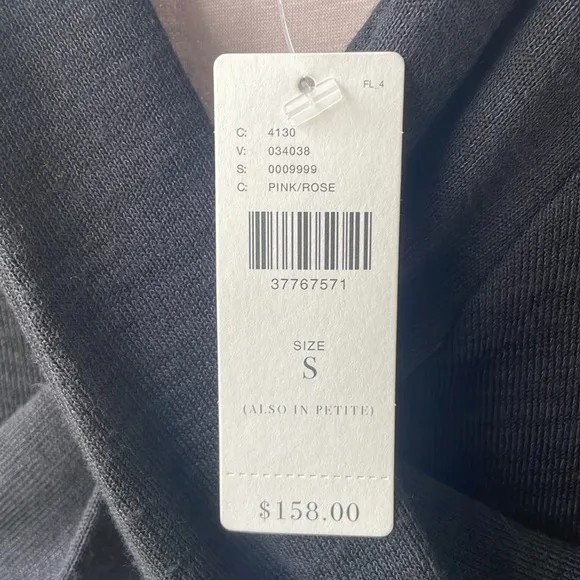 FL_4
C: 4130
V: 034038
S: 0009999
C: PINK/ROSE
37767571
SIZE
S
(ALSO IN PETITE)
$158.00